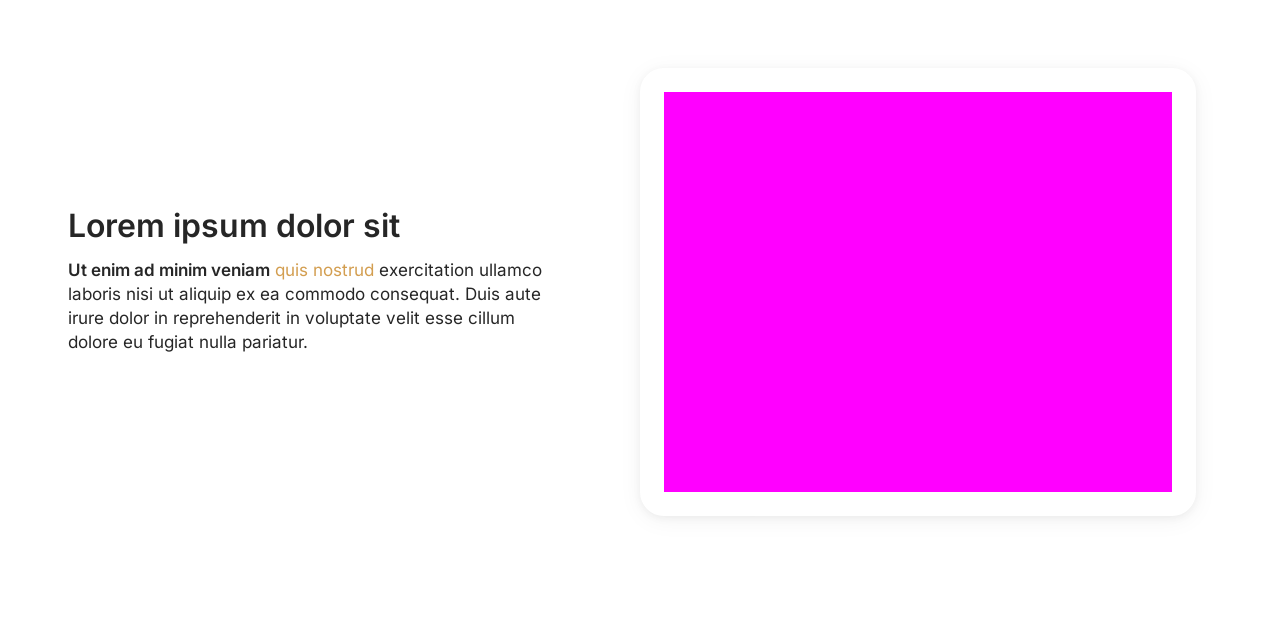 Lorem ipsum dolor sit
Ut enim ad minim veniam quis nostrud exercitation ullamco
laboris nisi ut aliquip ex ea commodo consequat. Duis aute
irure dolor in reprehenderit in voluptate velit esse cillum
dolore eu fugiat nulla pariatur.